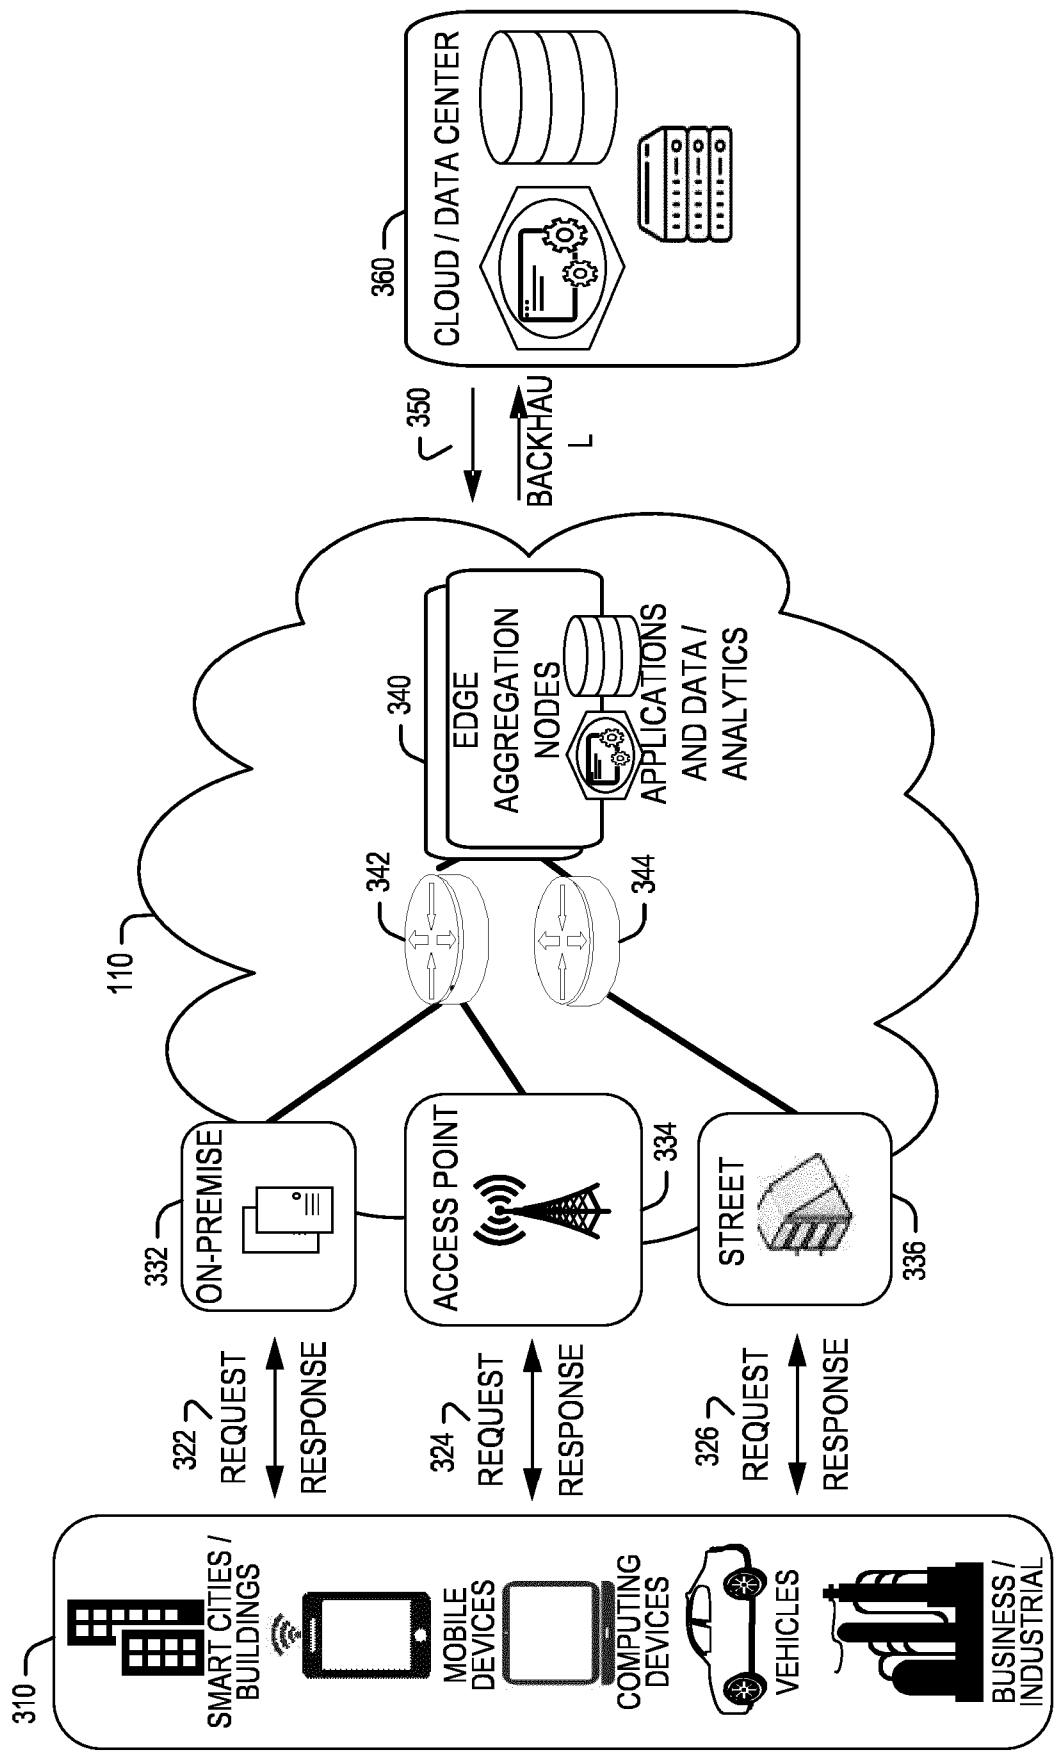 310
SMART CITIES /
BUILDINGS
MOBILE
DEVICES
COMPUTING
DEVICES
VEHICLES
BUSINESS /
INDUSTRIAL
322
REQUEST
RESPONSE
324
REQUEST
RESPONSE
326
REQUEST
RESPONSE
332
ON-PREMISE
ACCESS POINT
334
STREET
336
110
342
344
340
EDGE
AGGREGATION
NODES
APPLICATIONS
AND DATA /
ANALYTICS
350
BACKHAU
L
360
CLOUD / DATA CENTER